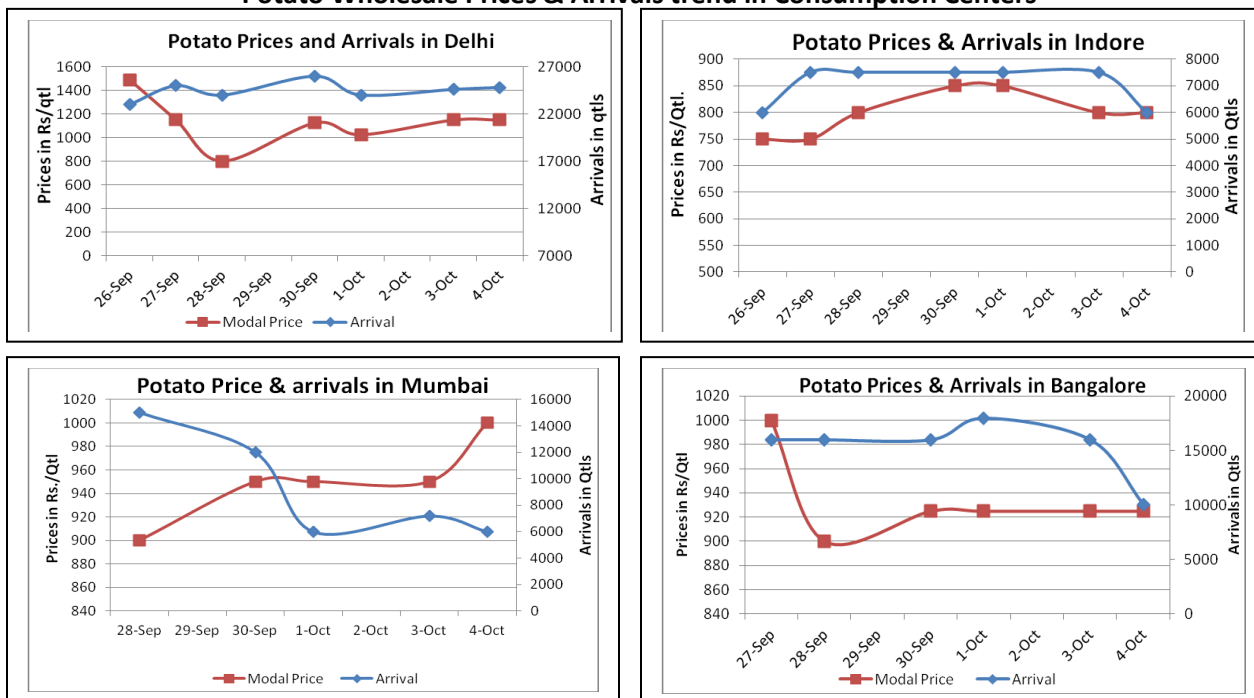 Potato Wholesale Prices & Arrivals trend in Consumption Centers
Potato Prices and Arrivals in Delhi
Prices in Rs/qtl
1600
1400
1200
1000
800
600
400
200
0
27000
22000
17000
12000
7000
Arrivals in qtls
26-Sep
27-Sep
28-Sep
29-Sep
30-Sep
1-Oct
2-Oct
3-Oct
4-Oct
Modal Price Arrival
Potato Prices & Arrivals in Indore
Prices in Rs/Qtl.
900
850
800
750
700
650
600
550
500
8000
7000
6000
5000
4000
3000
2000
1000
0
Arrivals in Qtls
26-Sep
27-Sep
28-Sep
29-Sep
30-Sep
1-Oct
2-Oct
3-Oct
4-Oct
Modal Price Arrival
Potato Price & arrivals in Mumbai
Prices in Rs./Qtl
1020
1000
980
960
940
920
900
880
860
840
16000
14000
12000
10000
8000
6000
4000
2000
0
Arrivals in Qtls
28-Sep 29-Sep 30-Sep 1-Oct 2-Oct 3-Oct 4-Oct
Modal Price Arrival
Potato Prices & Arrivals in Bangalore
Prices in Rs/Qtl
1020
1000
980
960
940
920
900
880
860
840
20000
15000
10000
5000
0
Arrivals in Qtls
27-Sep
28-Sep
29-Sep
30-Sep
1-Oct
2-Oct
3-Oct
4-Oct
Modal Price Arrival